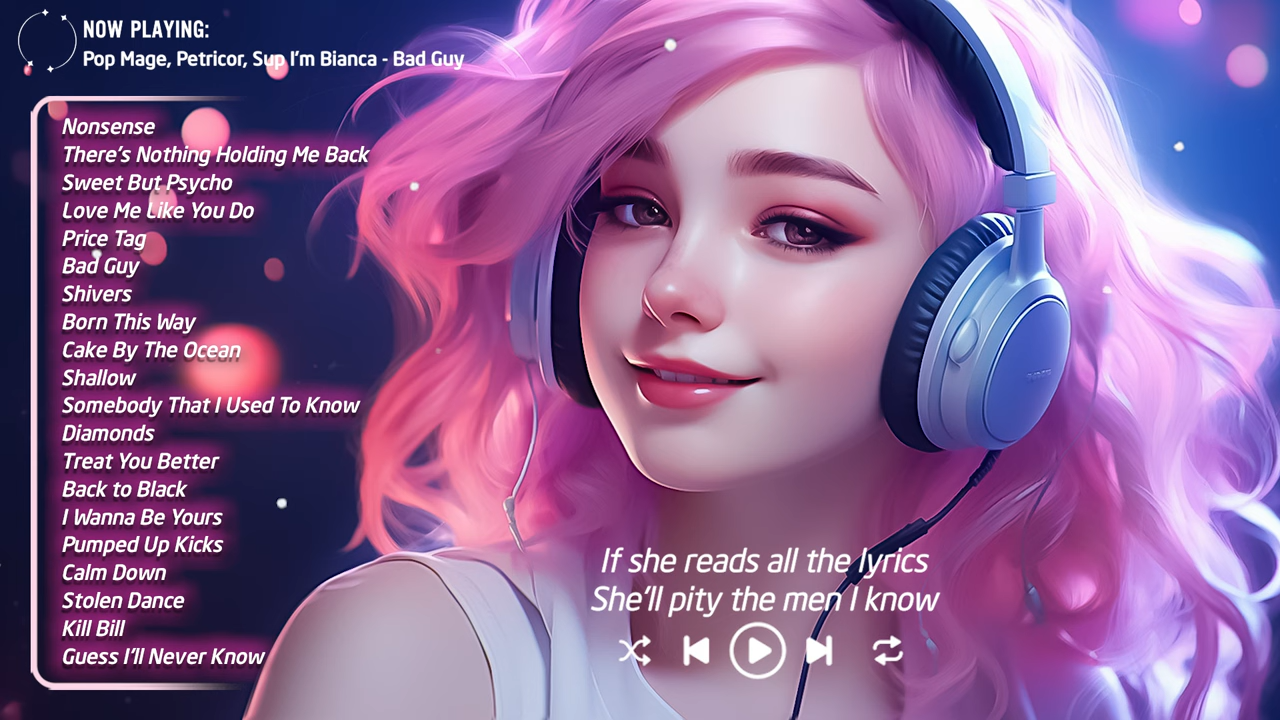 NOW PLAYING:
Pop Mage, Petricor, Sup I'm Bianca - Bad Guy
Nonsense
There's Nothing Holding Me Back
Sweet But Psycho
Love Me Like You Do
Price Tag
Bad Guy
Shivers
Born This Way
Cake By The Ocean
Shallow
Somebody That I Used To Know
Diamonds
Treat You Better
Back to Black
I Wanna Be Yours
Pumped Up Kicks
Calm Down
Stolen Dance
Kill Bill
Guess I'll Never Know
If she reads all the lyrics
She'll pity the men I know